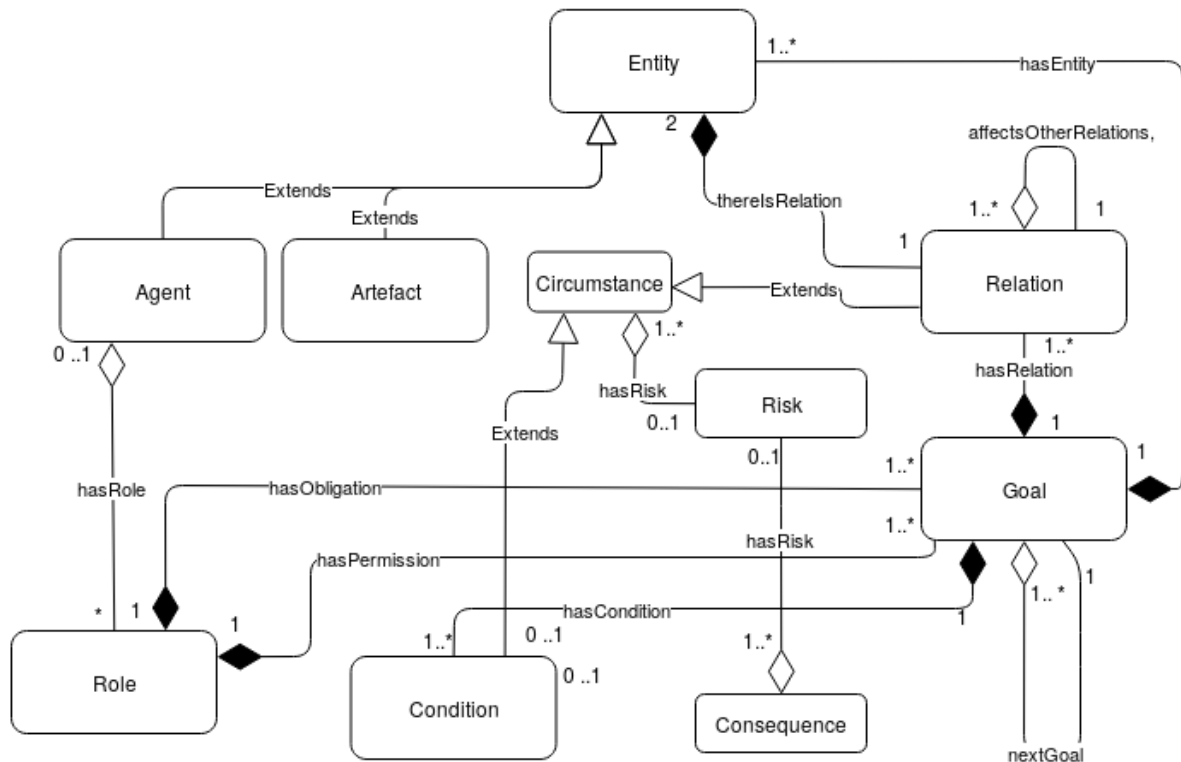 Entity
1..*
hasEntity
2
affectsOtherRelations,
Extends
thereIsRelation
Extends
1..*
1
1
Agent
Artefact
Circumstance
Extends
Relation
0 ..1
1..*
1..*
hasRisk
hasRelation
0..1
Risk
1
Extends
0..1
1..*
1
hasRole
hasObligation
Goal
1..*
hasRisk
hasPermission
1
1.. *
*
1
1
hasCondition
1
1..*
0 ..1
1..*
0 ..1
Role
Condition
Consequence
nextGoal